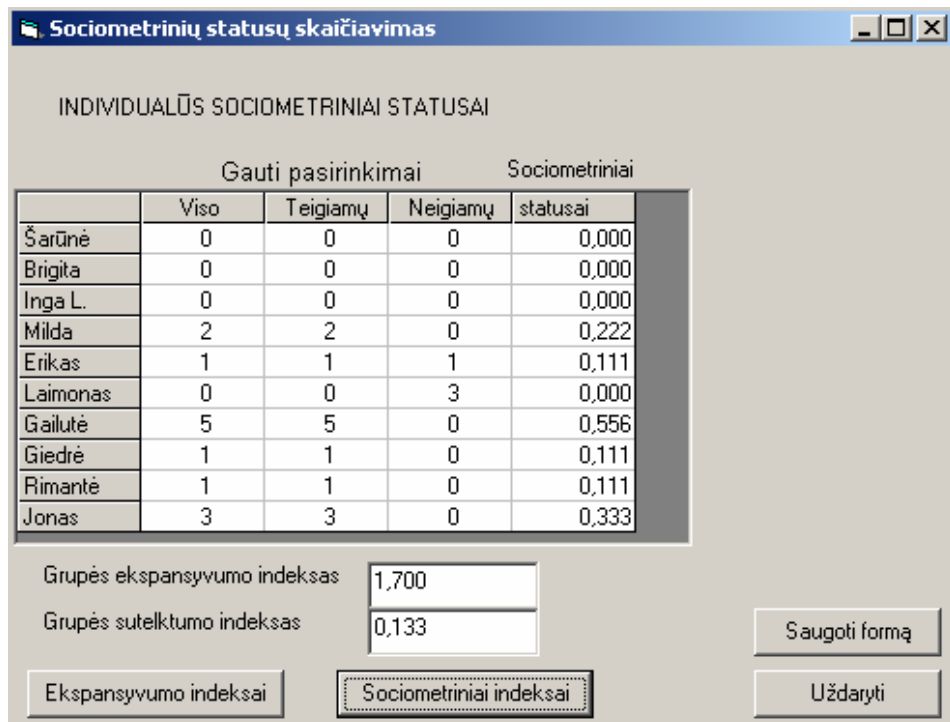 Sociometrinių statusų skaičiavimas
INDIVIDUALŪS SOCIOMETRINIAI STATUSAI
Gauti pasirinkimai Sociometriniai
Viso Teigiamų Neigiamų statusai
Šarūnė 0 0 0 0,000
Brigita 0 0 0 0,000
Inga L. 0 0 0 0,000
Milda 2 2 0 0,222
Erikas 1 1 1 0,111
Laimonas 0 0 3 0,000
Gailutė 5 5 0 0,556
Giedrė 1 1 0 0,111
Rimantė 1 1 0 0,111
Jonas 3 3 0 0,333
Grupės ekspansyvumo indeksas 1,700
Grupės sutelktumo indeksas 0,133
Saugoti formą
Ekspansyvumo indeksai Sociometriniai indeksai Uždaryti